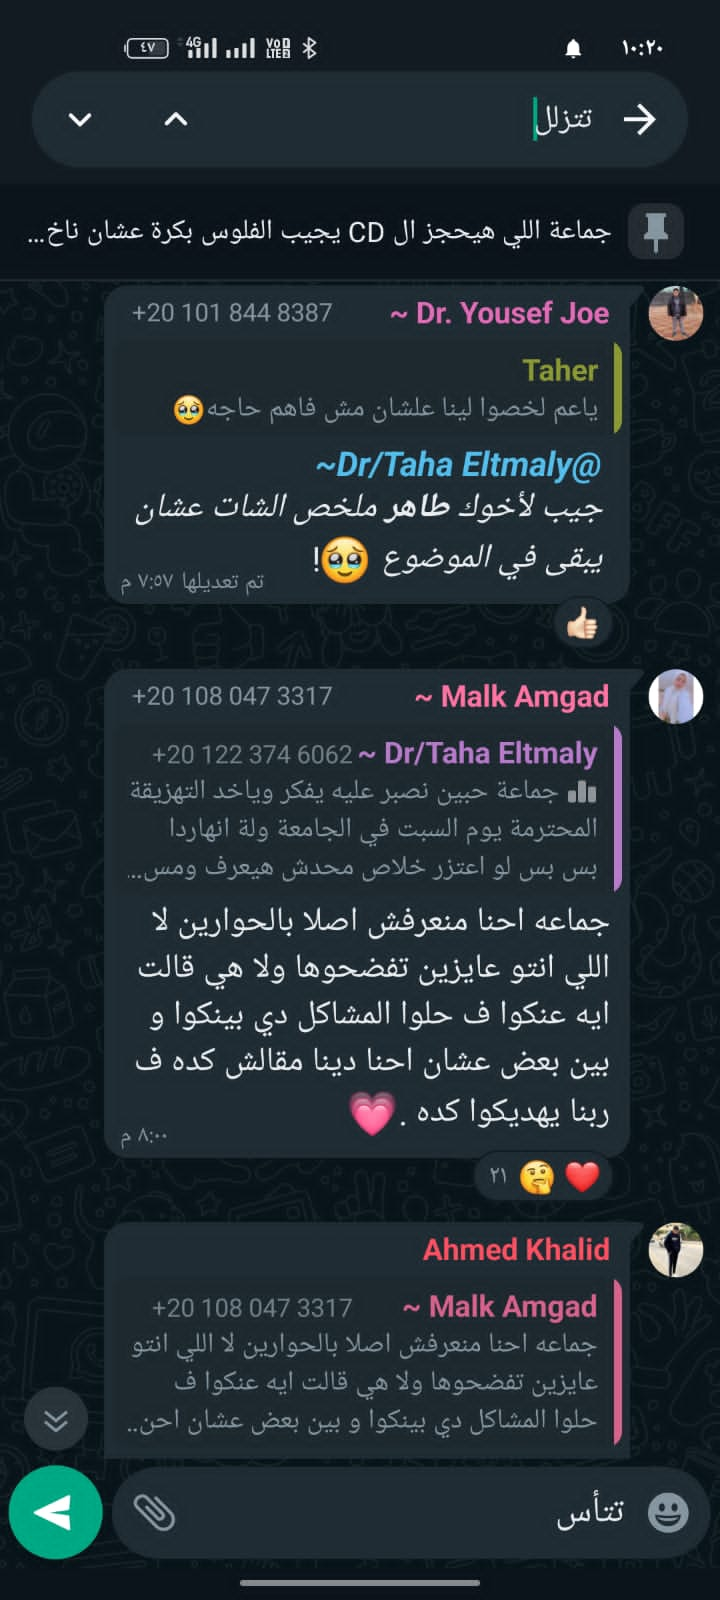 ٤٧ 4G VoD LTE2 ١٠:٢٠
تتزلل
جماعة اللي هيحجز ال CD يجيب الفلوس بكرة عشان ناخ...
~ Dr. Yousef Joe +20 101 844 8387
Taher
ياعم لخصوا لينا علشان مش فاهم حاجه🥹
@Dr/Taha Eltmaly~
جيب لأخوك طاهر ملخص الشات عشان
يبقى في الموضوع 🥹!
تم تعديلها ٧:٥٧ م
👍🏻
~ Malk Amgad +20 108 047 3317
~ Dr/Taha Eltmaly +20 122 374 6062
جماعة حبين نصبر عليه يفكر وياخد التهزيقة
المحترمة يوم السبت في الجامعة ولة انهاردا
بس بس لو اعتزر خلاص محدش هيعرف ومس...
جماعه احنا منعرفش اصلا بالحوارين لا
اللي انتو عايزين تفضحوها ولا هي قالت
ايه عنكوا ف حلوا المشاكل دي بينكوا و
بين بعض عشان احنا دينا مقالش كده ف
ربنا يهديكوا كده .💗
٨:٠٠ م
❤️🤔 ٢١
Ahmed Khalid
~ Malk Amgad +20 108 047 3317
جماعه احنا منعرفش اصلا بالحوارين لا اللي انتو
عايزين تفضحوها ولا هي قالت ايه عنكوا ف
حلوا المشاكل دي بينكوا و بين بعض عشان احن..
تتأس